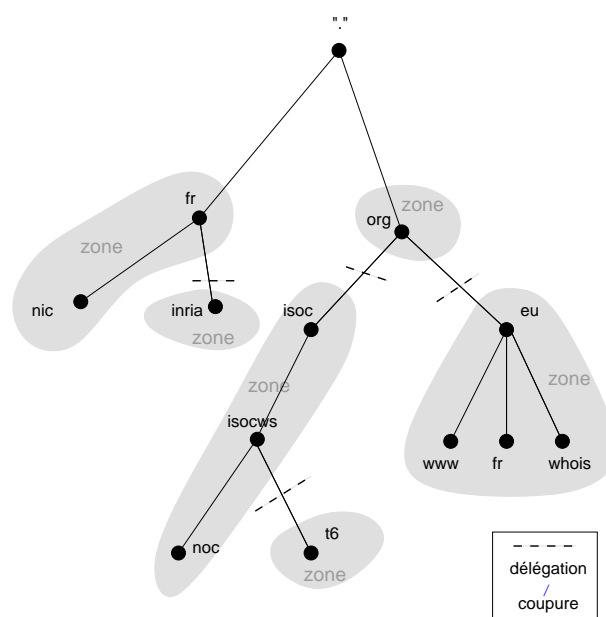 "."
fr
zone
org
zone
nic
inria
zone
isoc
eu
zone
zone
isocws
www
fr
whois
noc
t6
zone
délégation
/
coupure